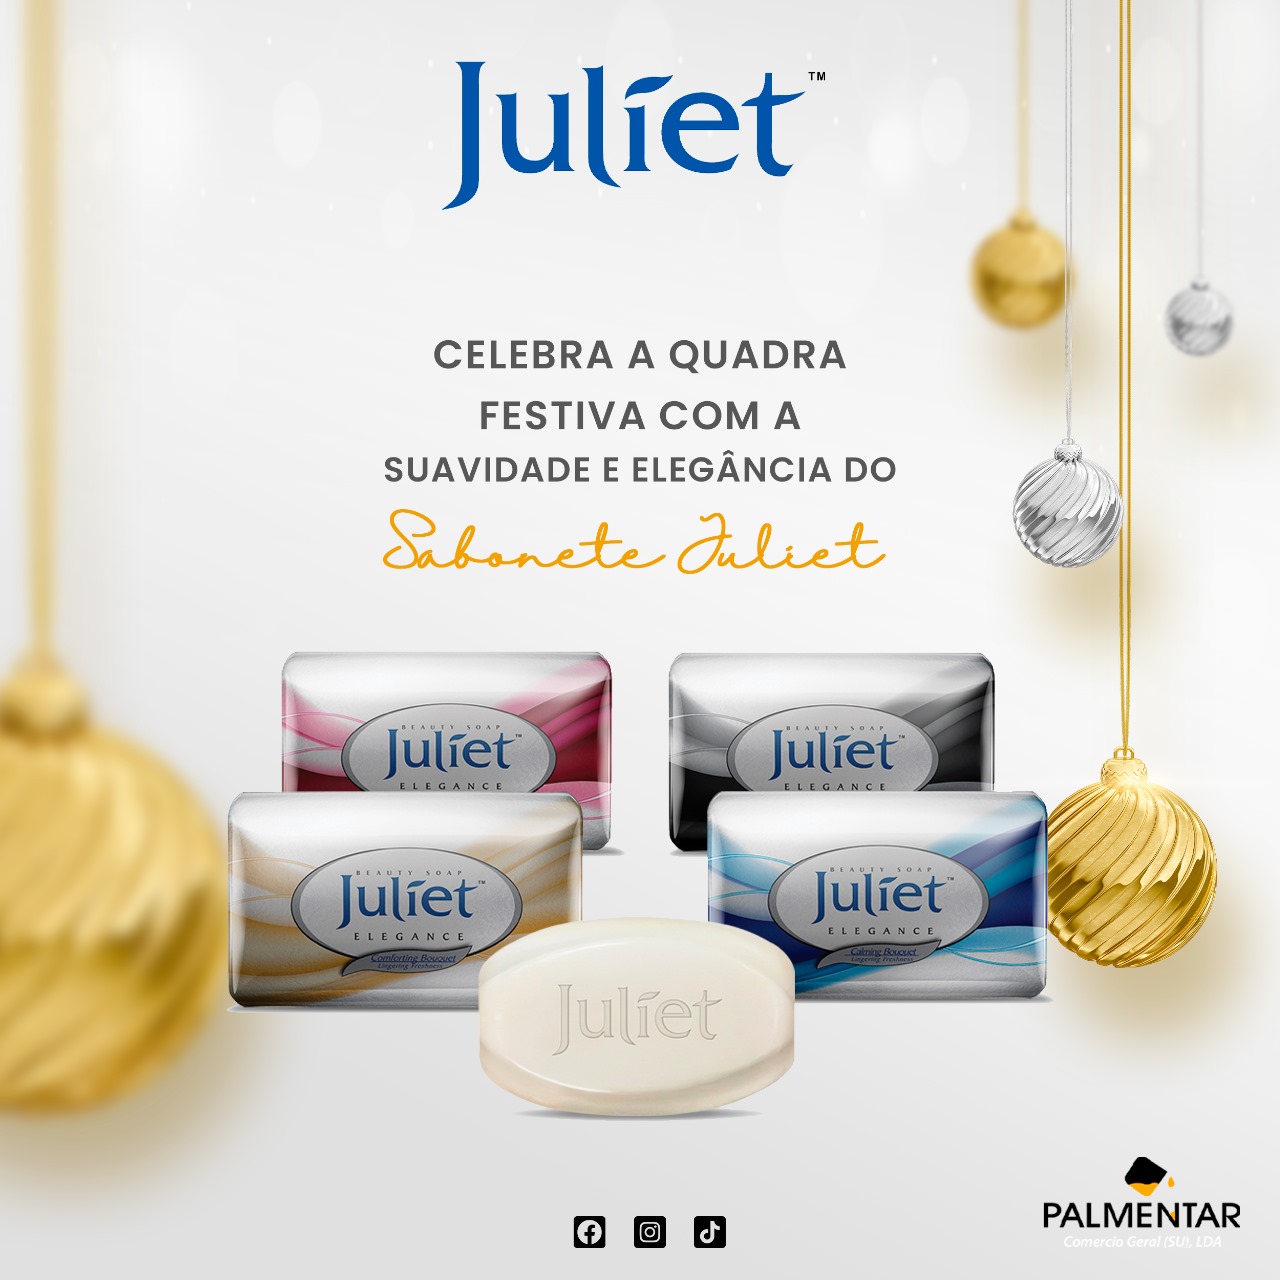 Juliet™
CELEBRA A QUADRA
FESTIVA COM A
SUAVIDADE E ELEGÂNCIA DO
Sabonete Juliet
BEAUTY SOAP
Juliet™
ELEGANCE
BEAUTY SOAP
Juliet™
ELEGANCE
BEAUTY SOAP
Juliet™
ELEGANCE
Comforting Bouquet
Lingering Freshness
BEAUTY SOAP
Juliet™
ELEGANCE
Calming Bouquet
Lingering Freshness
Juliet
PALMENTAR
Comercio Geral (SU), LDA